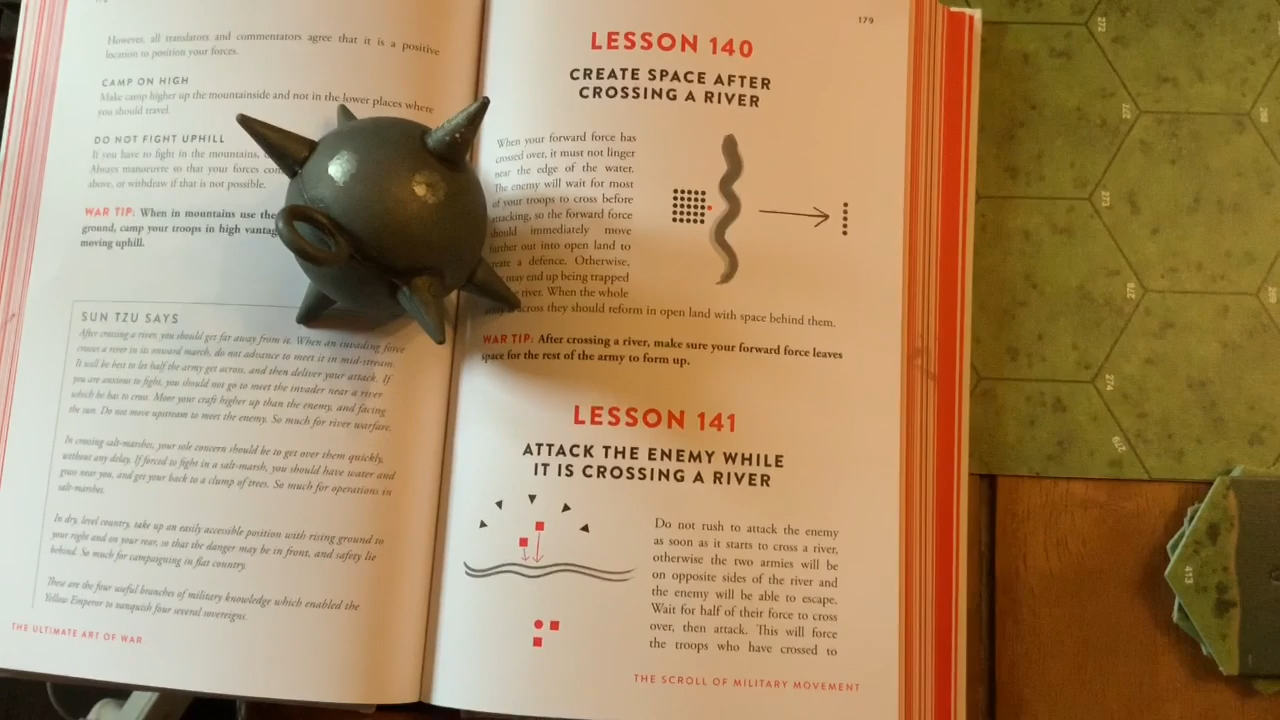 However, all translators and commentators agree that it is a positive
location to position your forces.
CAMP ON HIGH
Make camp higher up the mountainside and not in the lower places where
you should travel.
DO NOT FIGHT UPHILL
If you have to fight in the mountains,
Always manoeuvre so that your forces
above, or withdraw if that is not possible.
WAR TIP: When in mountains use the
ground, camp your troops in high
moving uphill.
SUN TZU SAYS
After crossing a river, you should get far away from it. When an invading force
crosses a river in its onward march, do not advance to meet it in mid-stream.
It will be best to let half the army get across, and then deliver your attack. If
you are anxious to fight, you should not go to meet the invader near a river
which he has to cross. Moor your craft higher up than the enemy, and facing
the sun. Do not move upstream to meet the enemy. So much for river warfare.
In crossing salt-marshes, your sole concern should be to get over them quickly,
without any delay. If forced to fight in a salt-marsh, you should have water and
grass near you, and get your back to a clump of trees. So much for operations in
salt-marshes.
In dry, level country, take up an easily accessible position with rising ground to
your right and on your rear, so that the danger may be in front, and safety lie
behind. So much for campaigning in flat country.
These are the four useful branches of military knowledge which enabled the
Yellow Emperor to vanquish four several sovereigns.
THE ULTIMATE ART OF WAR
179
LESSON 140
CREATE SPACE AFTER
CROSSING A RIVER
When your forward force has
crossed over, it must not linger
near the edge of the water.
The enemy will wait for most
of your troops to cross before
attacking, so the forward force
should immediately move
further out into open land to
create a defence. Otherwise,
may end up being trapped
river. When the whole
across they should reform in open land with space behind them.
WAR TIP: After crossing a river, make sure your forward force leaves
space for the rest of the army to form up.
LESSON 141
ATTACK THE ENEMY WHILE
IT IS CROSSING A RIVER
Do not rush to attack the enemy
as soon as it starts to cross a river,
otherwise the two armies will be
on opposite sides of the river and
the enemy will be able to escape.
Wait for half of their force to cross
over, then attack. This will force
the troops who have crossed to
THE SCROLL OF MILITARY MOVEMENT
272
273
278
274
279
413